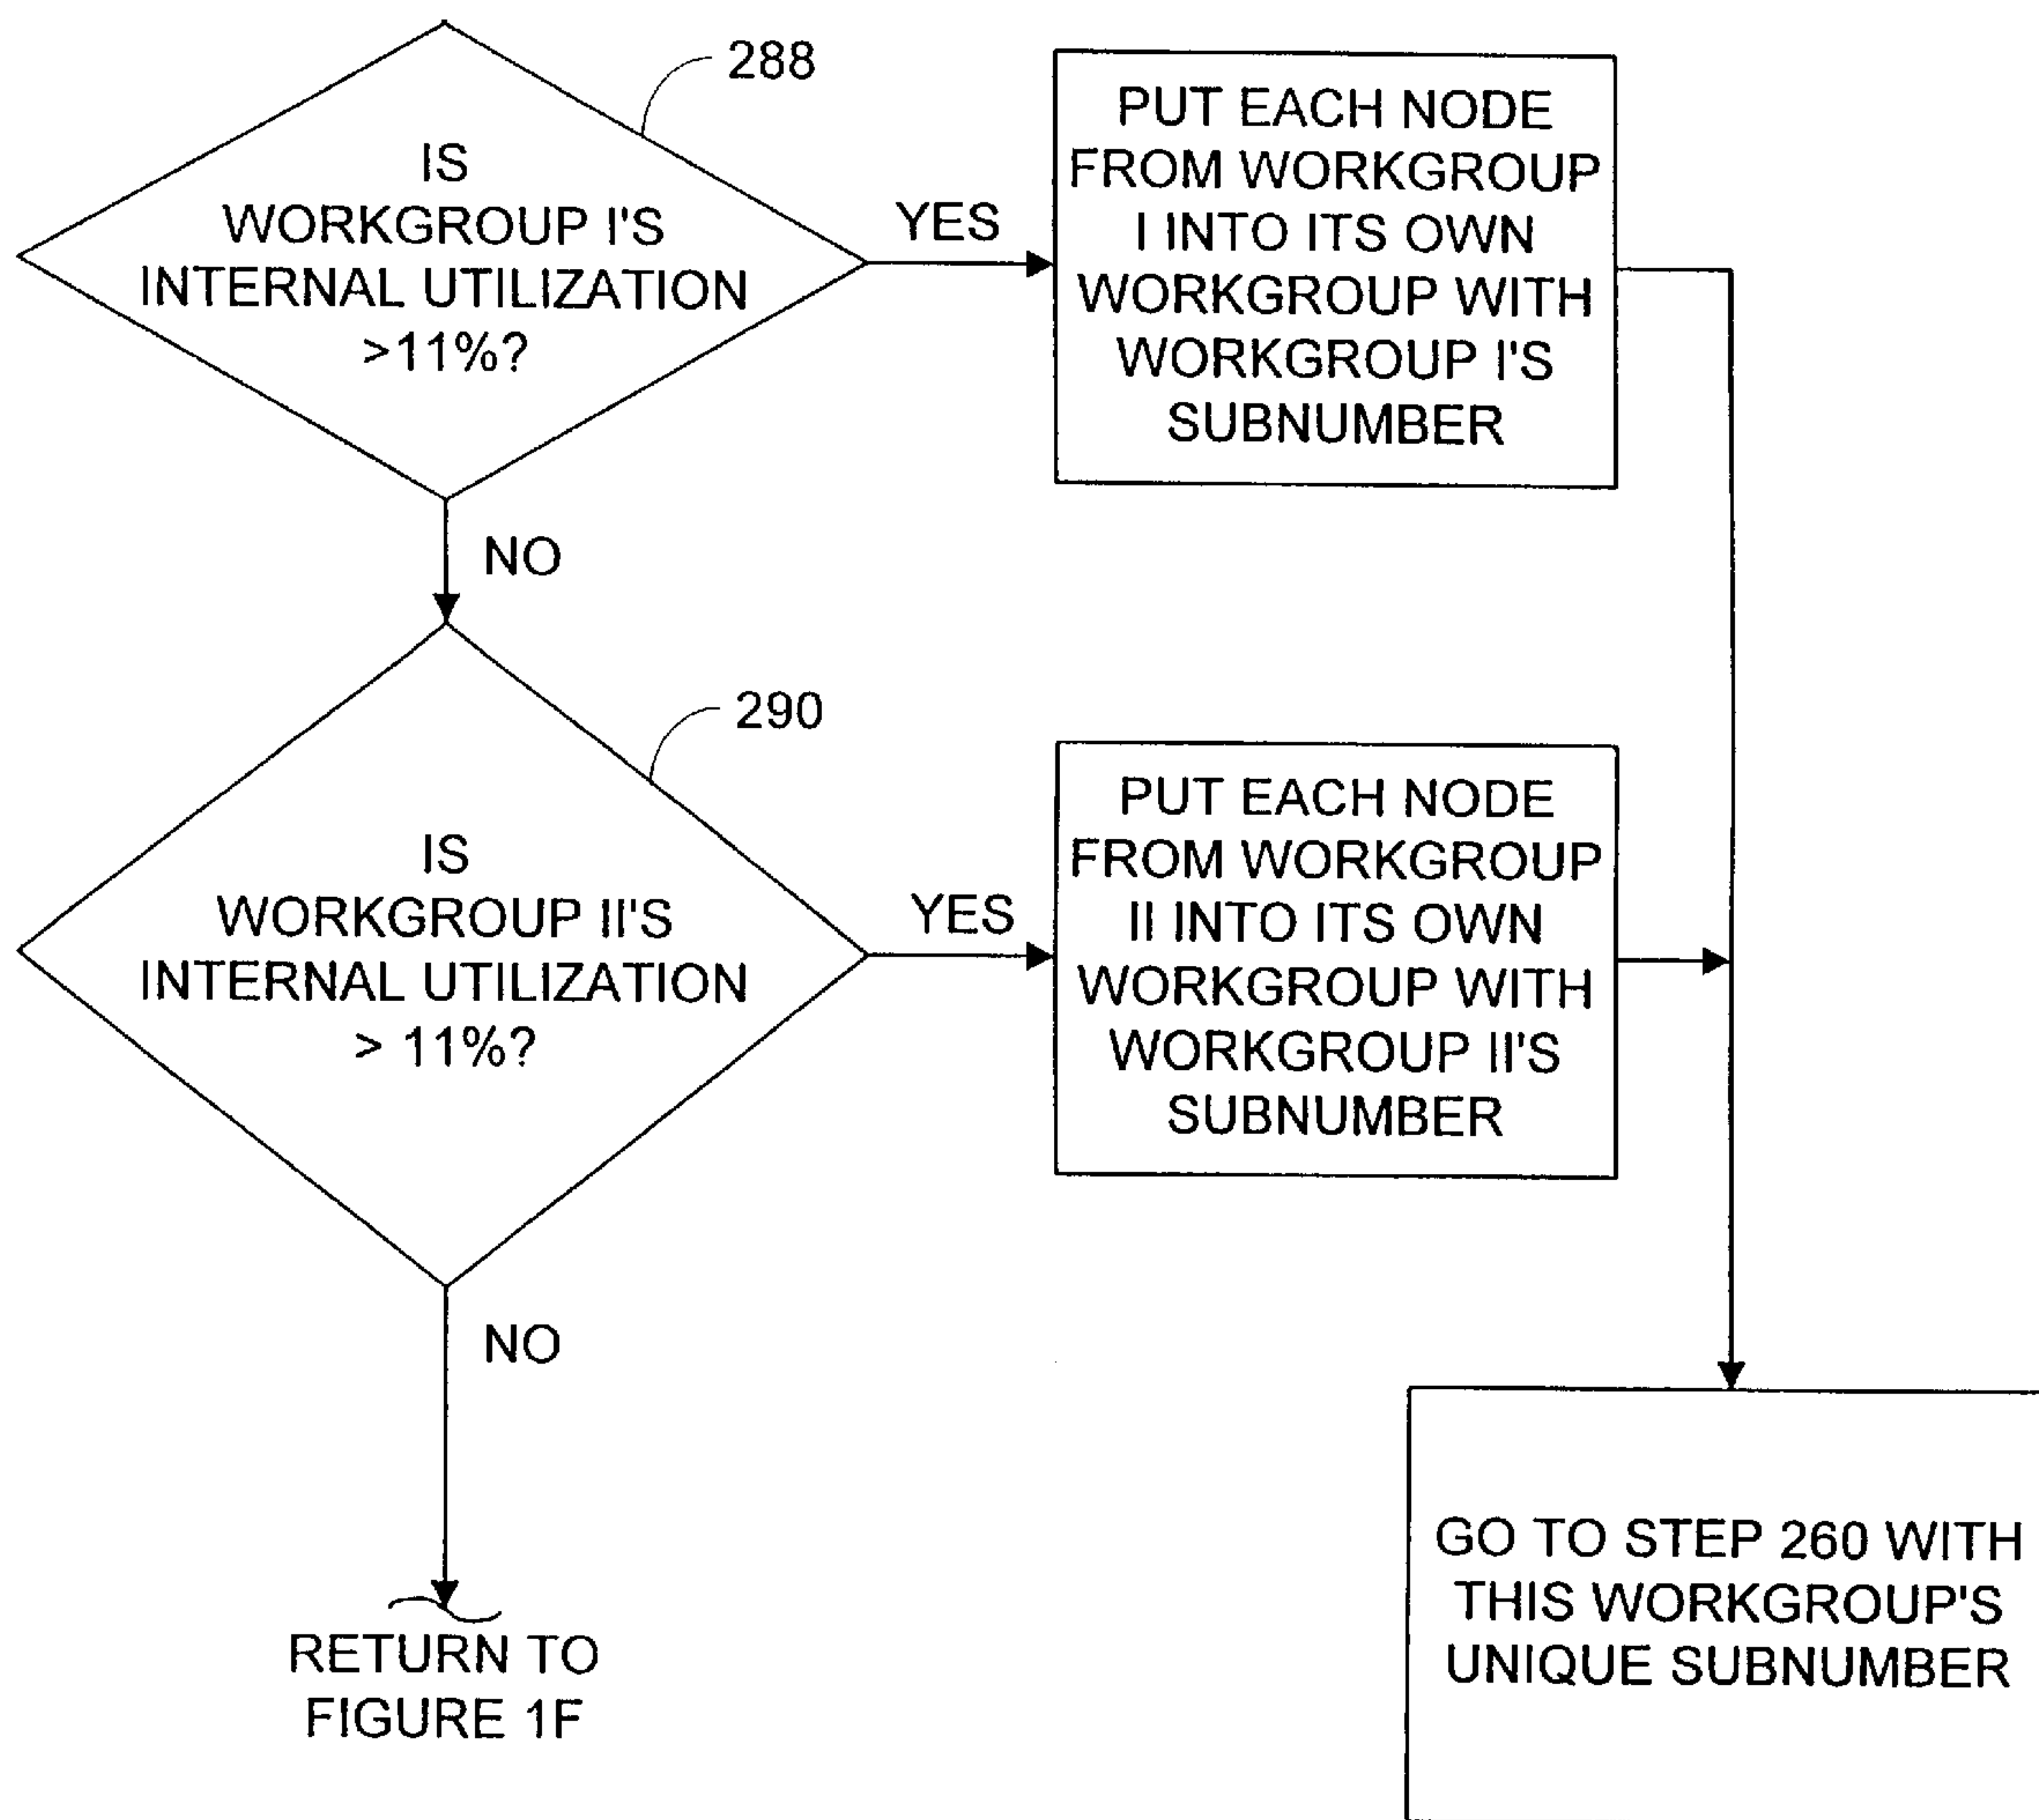 288
IS
WORKGROUP I'S
INTERNAL UTILIZATION
>11%?
YES
PUT EACH NODE
FROM WORKGROUP
I INTO ITS OWN
WORKGROUP WITH
WORKGROUP I'S
SUBNUMBER
NO
290
IS
WORKGROUP II'S
INTERNAL UTILIZATION
> 11%?
YES
PUT EACH NODE
FROM WORKGROUP
II INTO ITS OWN
WORKGROUP WITH
WORKGROUP II'S
SUBNUMBER
NO
RETURN TO
FIGURE 1F
GO TO STEP 260 WITH
THIS WORKGROUP'S
UNIQUE SUBNUMBER